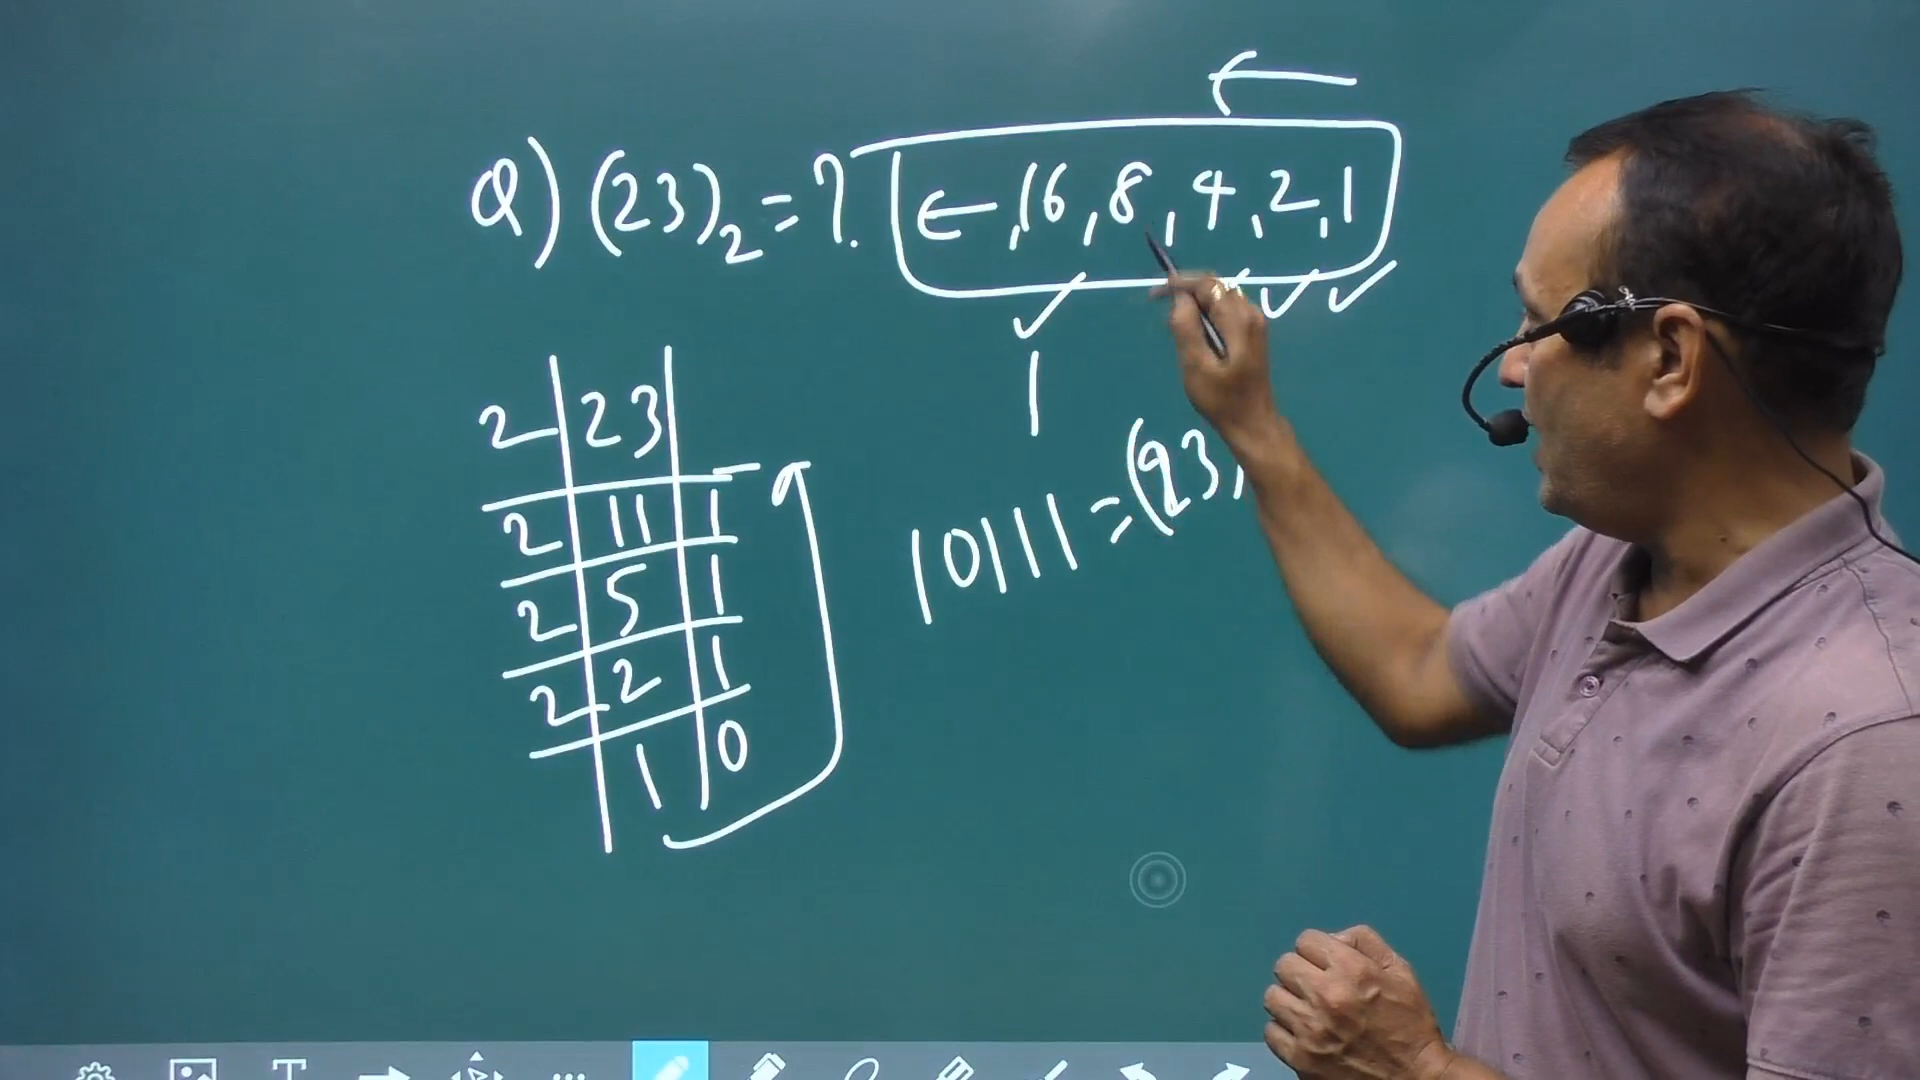 Q) (23)₂ = ? ← , 16 , 8 , 4 , 2 , 1
✓ ✓ ✓
1
2 23
2 11 1
2 5 1
2 2 1
1 0
10111 = (23)
T